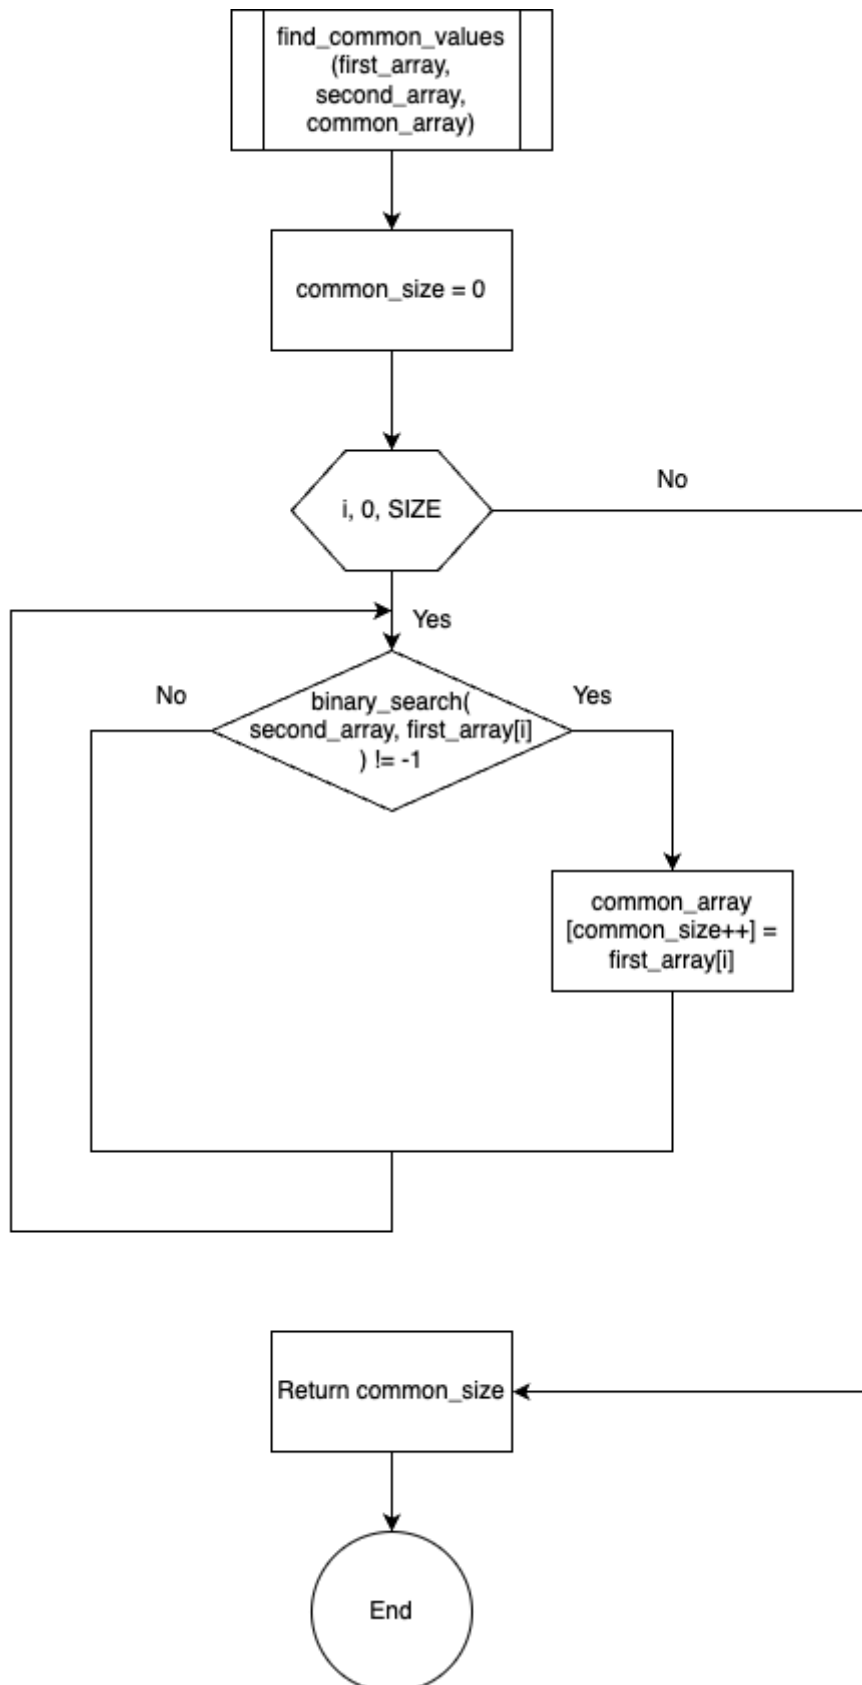 find_common_values
(first_array,
second_array,
common_array)
common_size = 0
i, 0, SIZE
No
Yes
No
Yes
binary_search(
second_array, first_array[i]
) != -1
common_array
[common_size++] =
first_array[i]
Return common_size
End